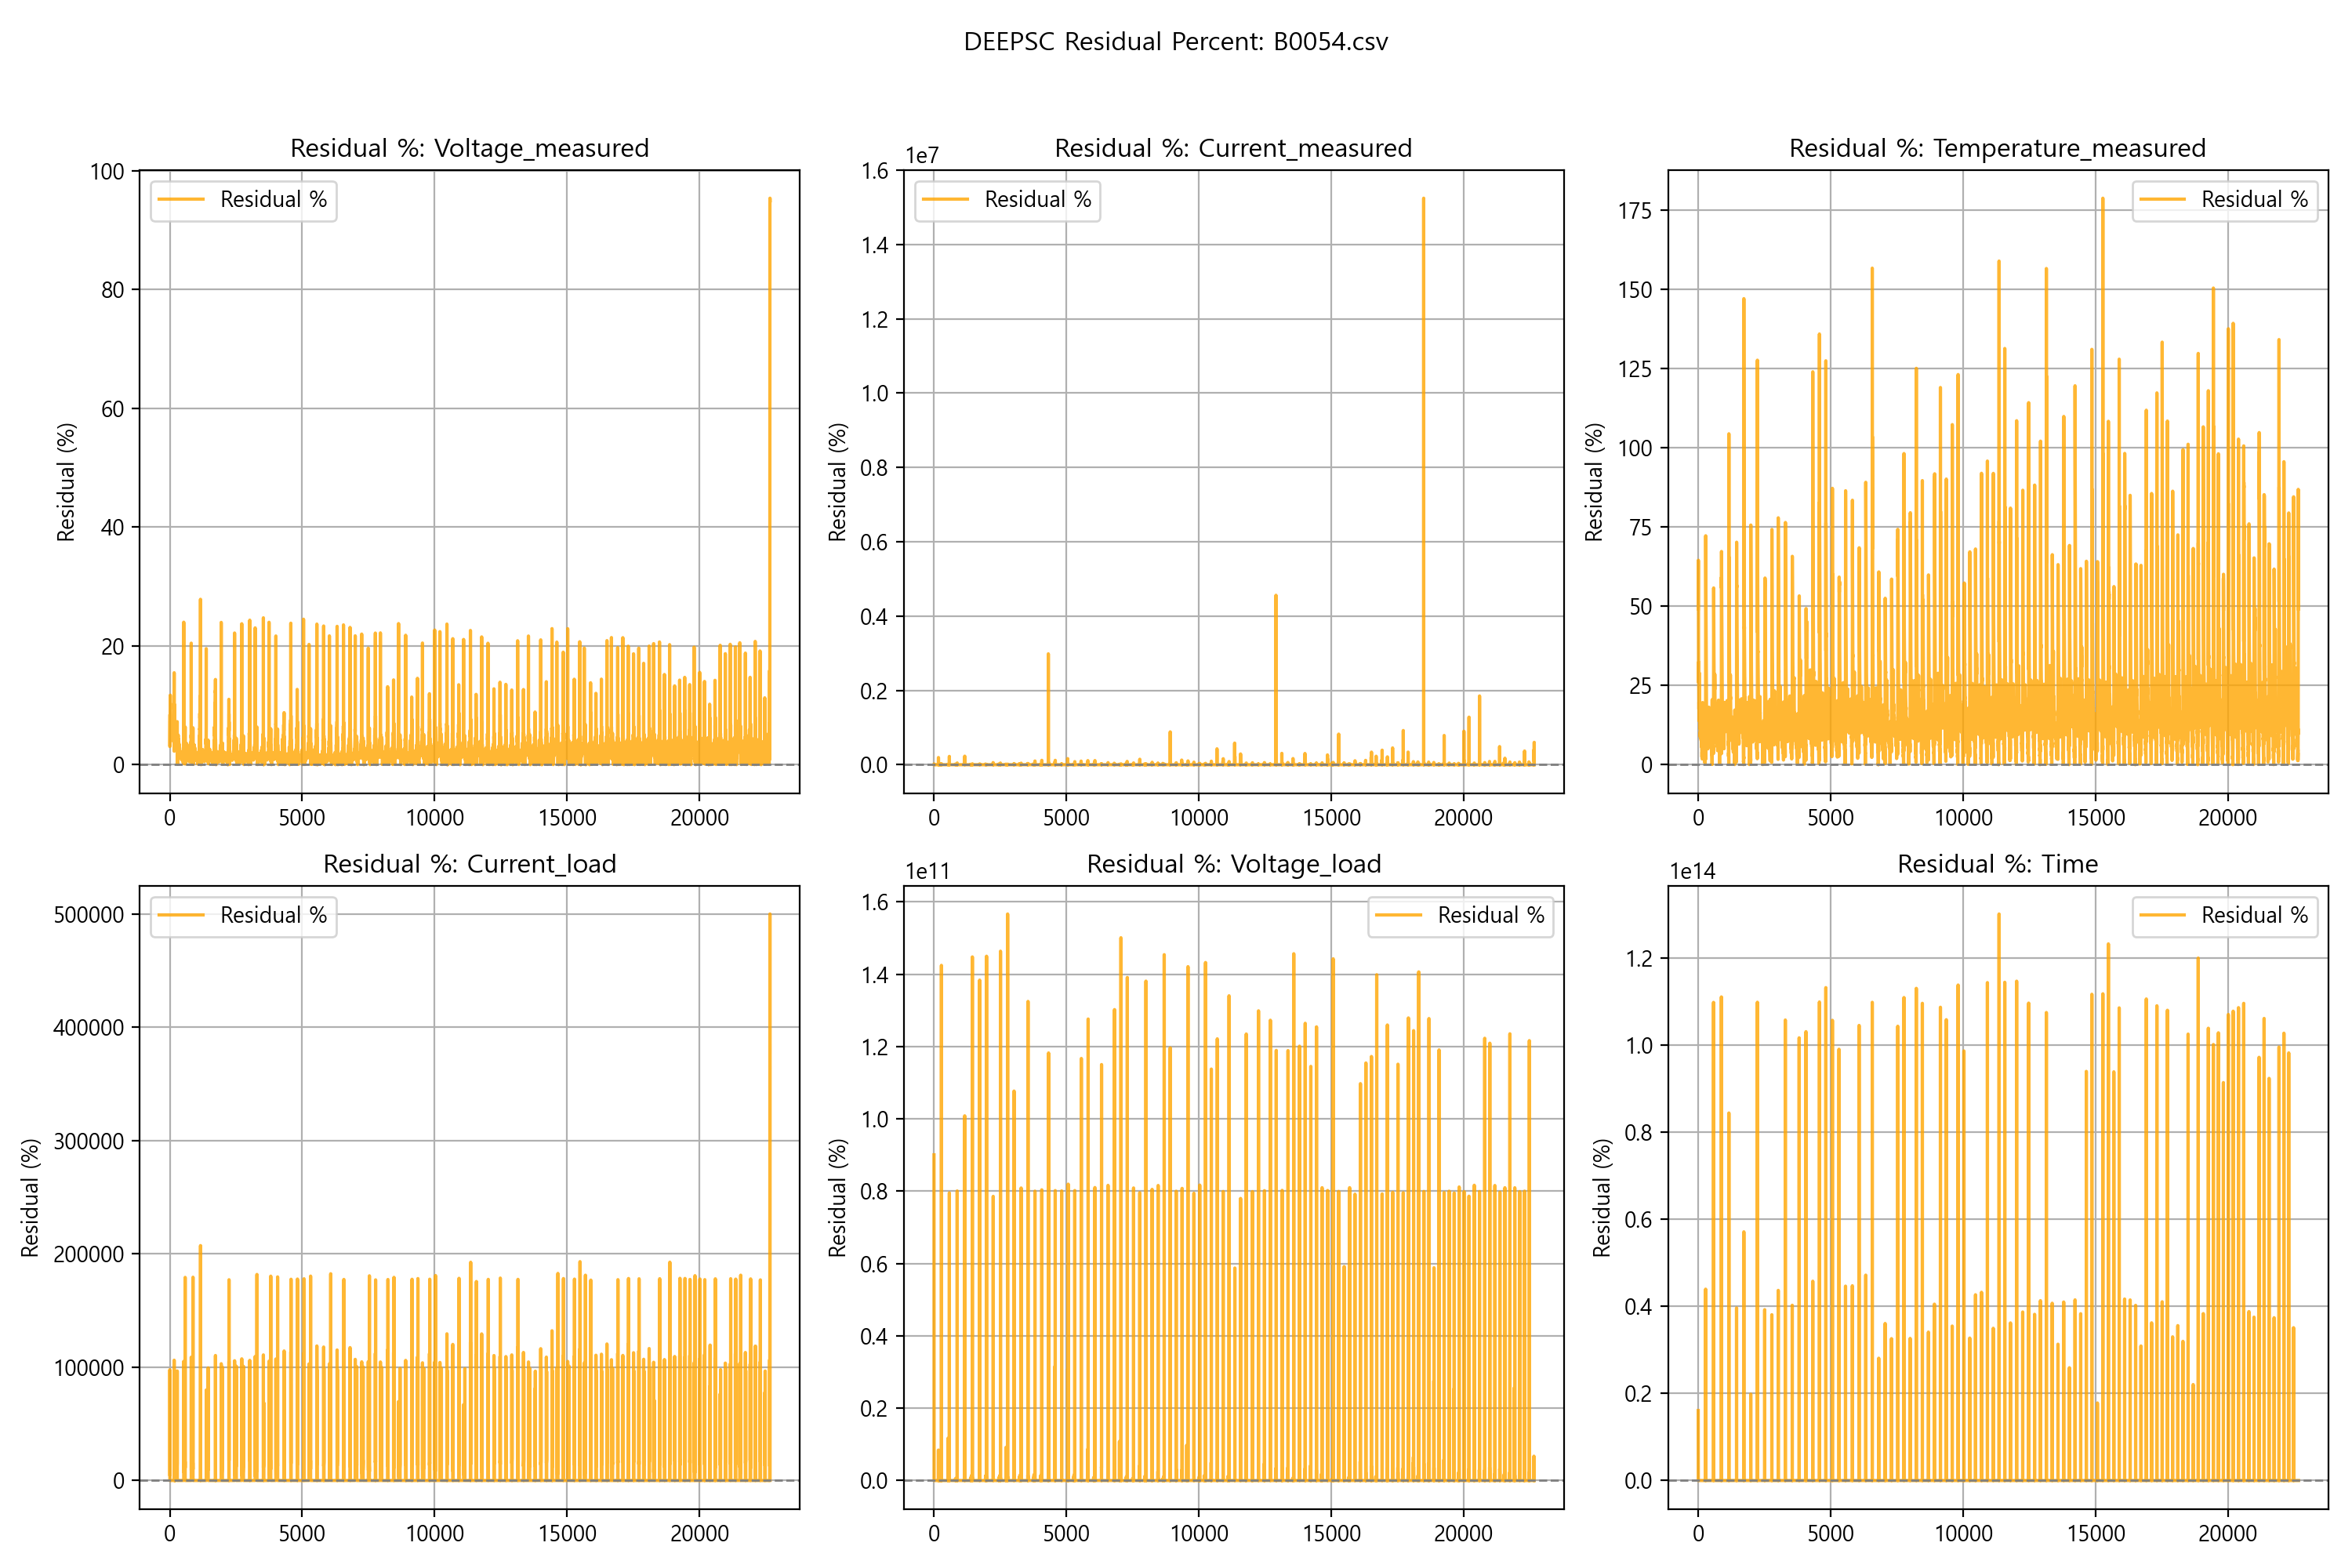 DEEPSC Residual Percent: B0054.csv
Residual %: Voltage_measured
100
80
60
40
20
0
Residual (%)
Residual %
0 5000 10000 15000 20000
Residual %: Current_measured
1e7
1.6
1.4
1.2
1.0
0.8
0.6
0.4
0.2
0.0
Residual (%)
Residual %
0 5000 10000 15000 20000
Residual %: Temperature_measured
175
150
125
100
75
50
25
0
Residual (%)
Residual %
0 5000 10000 15000 20000
Residual %: Current_load
500000
400000
300000
200000
100000
0
Residual (%)
Residual %
0 5000 10000 15000 20000
Residual %: Voltage_load
1e11
1.6
1.4
1.2
1.0
0.8
0.6
0.4
0.2
0.0
Residual (%)
Residual %
0 5000 10000 15000 20000
Residual %: Time
1e14
1.2
1.0
0.8
0.6
0.4
0.2
0.0
Residual (%)
Residual %
0 5000 10000 15000 20000